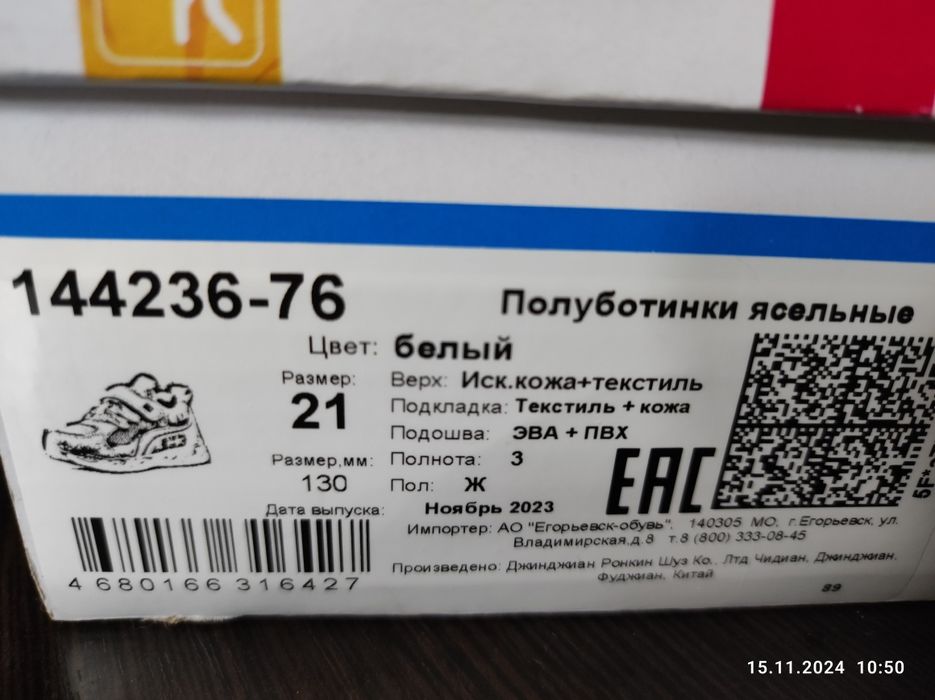 144236-76
Полуботинки ясельные
Цвет: белый
Размер:
21
Размер,мм:
130
Верх: Иск.кожа+текстиль
Подкладка: Текстиль + кожа
Подошва: ЭВА + ПВХ
Полнота: 3
Пол: Ж
Дата выпуска: Ноябрь 2023
EAC
Импортер: АО "Егорьевск-обувь", 140305 МО, г.Егорьевск, ул.
Владимирская,д.8 т.8 (800) 333-08-45
Произведено: Джинджиан Ронкин Шуз Ко., Лтд Чидиан, Джинджиан,
Фуджиан, Китай
89
4 680166 316427
15.11.2024 10:50